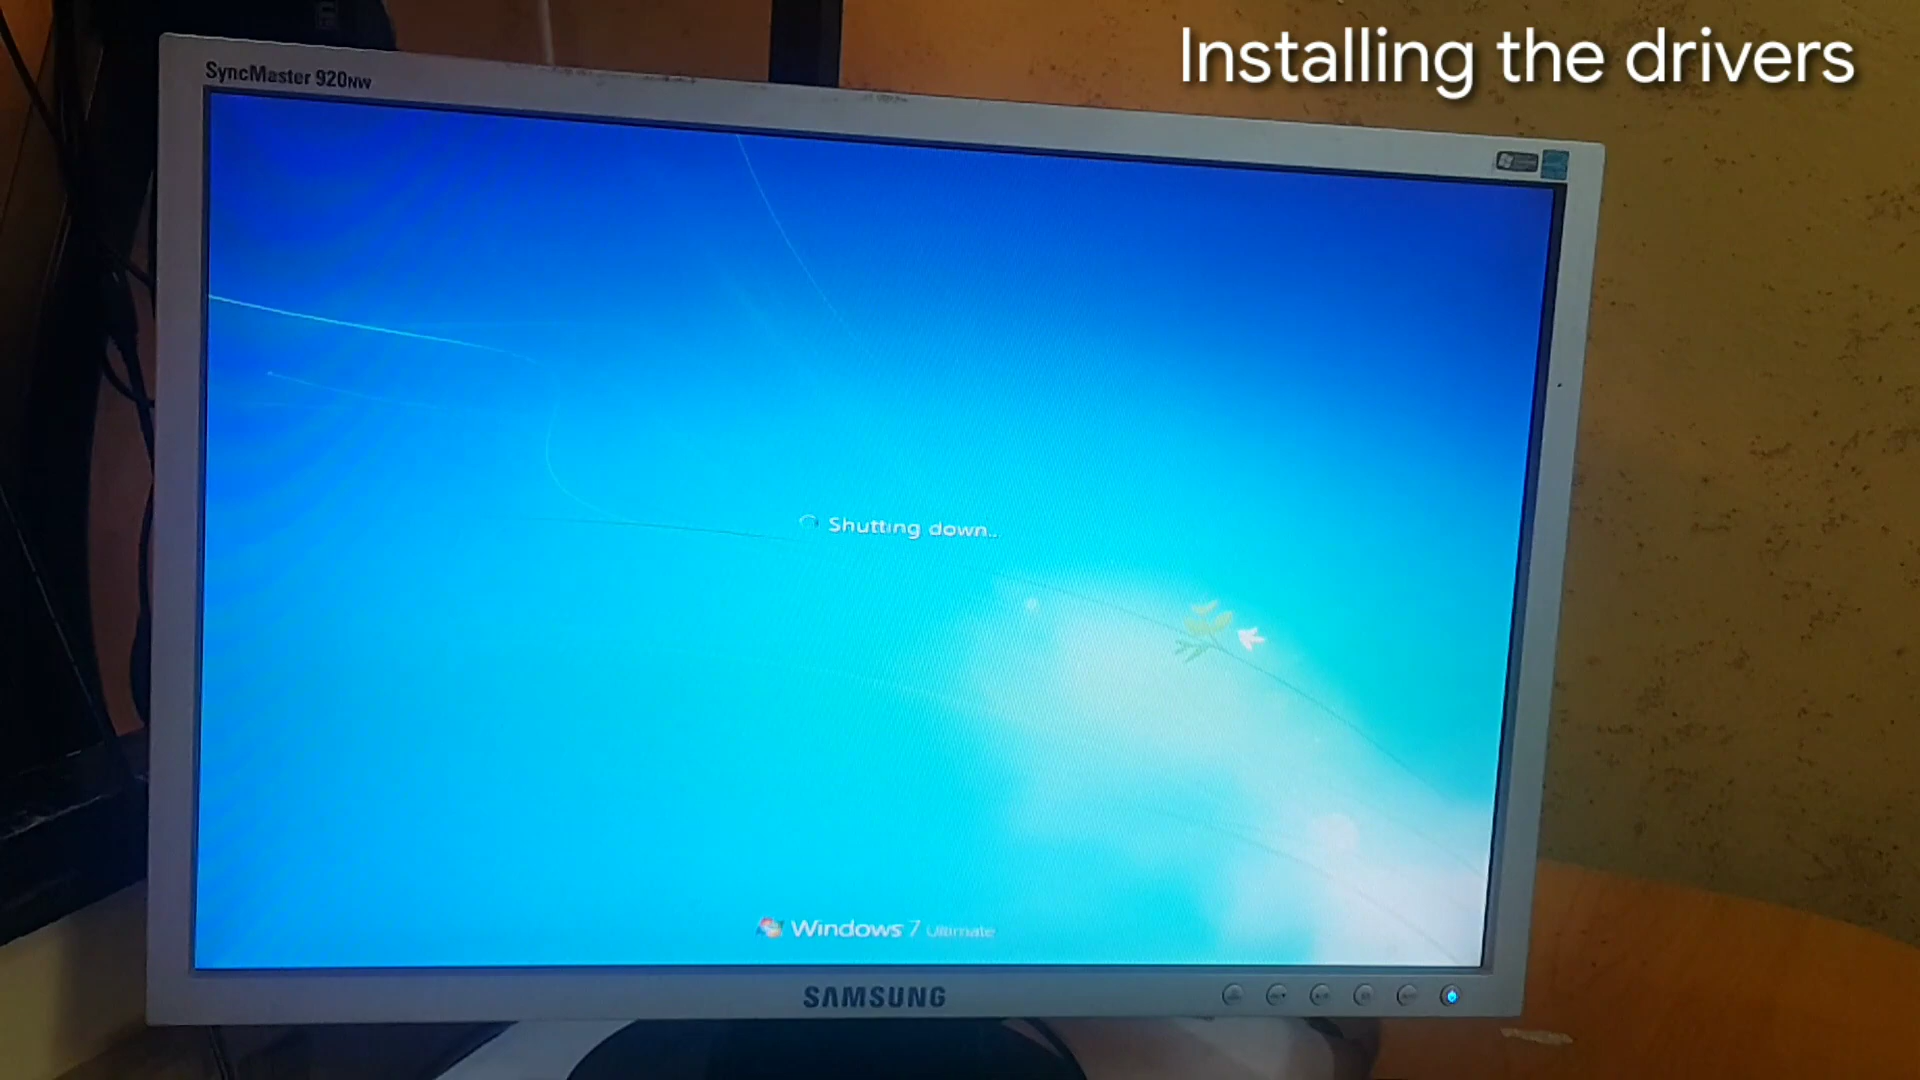 Installing the drivers
SyncMaster 920NW
Shutting down..
Windows 7 Ultimate
SAMSUNG